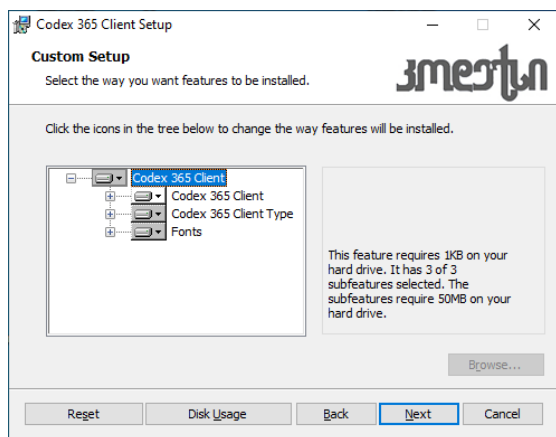 Codex 365 Client Setup
Custom Setup
Select the way you want features to be installed.
Click the icons in the tree below to change the way features will be installed.
Codex 365 Client
Codex 365 Client
Codex 365 Client Type
Fonts
This feature requires 1KB on your
hard drive. It has 3 of 3
subfeatures selected. The
subfeatures require 50MB on your
hard drive.
Browse...
Reset
Disk Usage
Back
Next
Cancel